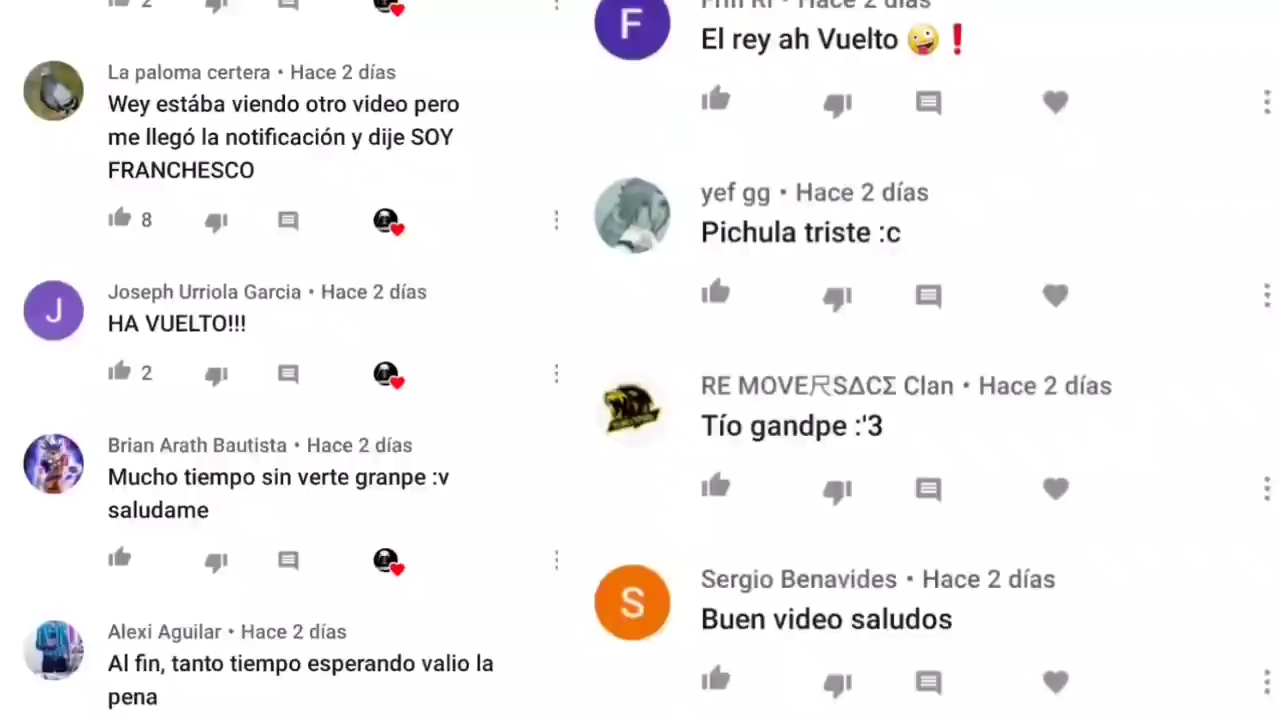 2
La paloma certera • Hace 2 días
Wey estába viendo otro video pero
me llegó la notificación y dije SOY
FRANCHESCO
8
J
Joseph Urriola Garcia • Hace 2 días
HA VUELTO!!!
2
Brian Arath Bautista • Hace 2 días
Mucho tiempo sin verte granpe :v
saludame
Alexi Aguilar • Hace 2 días
Al fin, tanto tiempo esperando valio la
pena
F
Hace 2 días
El rey ah Vuelto 🤪❗
yef gg • Hace 2 días
Pichula triste :c
RE MOVE尺SΔCΣ Clan • Hace 2 días
Tío gandpe :'3
S
Sergio Benavides • Hace 2 días
Buen video saludos